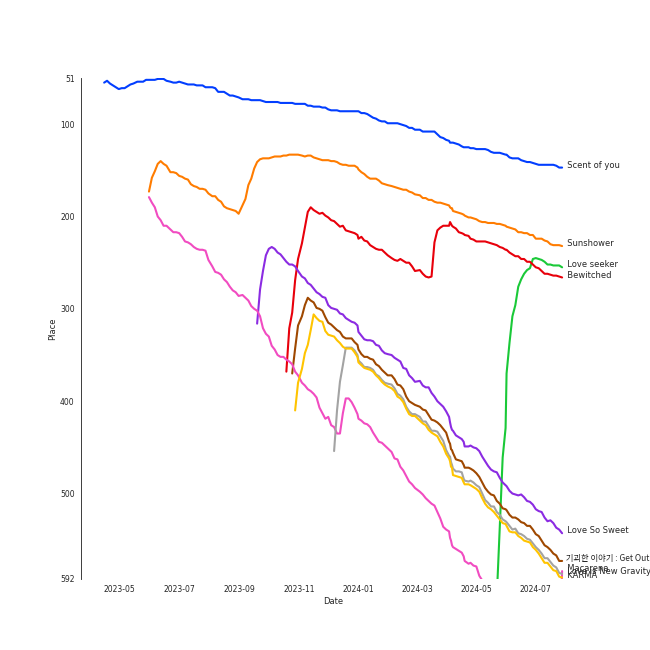 51
100
200
300
400
500
592
Place
2023-05
2023-07
2023-09
2023-11
2024-01
2024-03
2024-05
2024-07
Date
Scent of you
Sunshower
Love seeker
Bewitched
Love So Sweet
기괴한 이야기 : Get Out
Macarena
New Gravity
KARMA